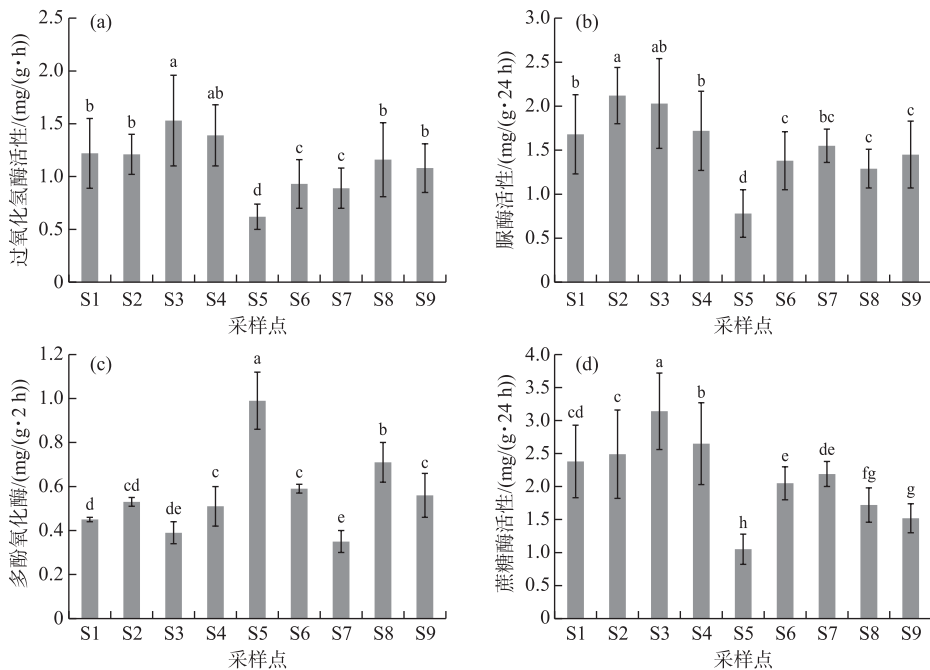 (a)
过氧化氢酶活性/(mg/(g·h))
2.5
2.0
1.5
1.0
0.5
0
b b a ab d c c b b
S1 S2 S3 S4 S5 S6 S7 S8 S9
采样点
(b)
脲酶活性/(mg/(g·24 h))
3.0
2.5
2.0
1.5
1.0
0.5
0
b a ab b d c bc c c
S1 S2 S3 S4 S5 S6 S7 S8 S9
采样点
(c)
多酚氧化酶/(mg/(g·2 h))
1.2
1.0
0.8
0.6
0.4
0.2
0
d cd de c a c e b c
S1 S2 S3 S4 S5 S6 S7 S8 S9
采样点
(d)
蔗糖酶活性/(mg/(g·24 h))
4.0
3.5
3.0
2.5
2.0
1.5
1.0
0.5
0
cd c a b h e de fg g
S1 S2 S3 S4 S5 S6 S7 S8 S9
采样点